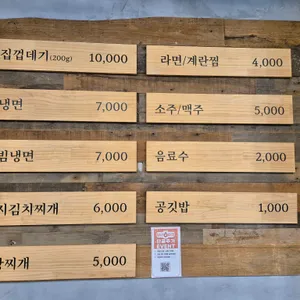 집껍데기(200g) 10,000
냉면 7,000
냉면 7,000
김치찌개 6,000
찌개 5,000
라면/계란찜 4,000
소주/맥주 5,000
음료수 2,000
공깃밥 1,000
EVENT